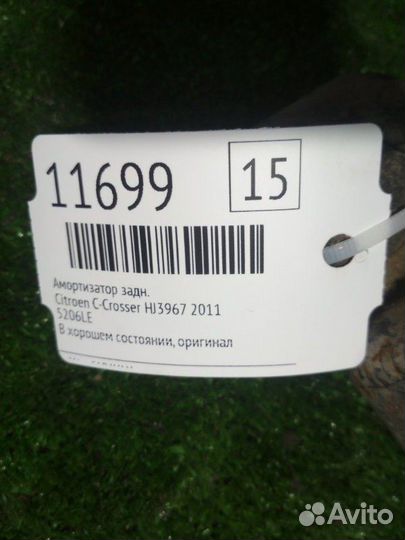 11699
15
Амортизатор задн.
Citroen C-Crosser HJ3967 2011
5206LE
В хорошем состоянии, оригинал
Avito